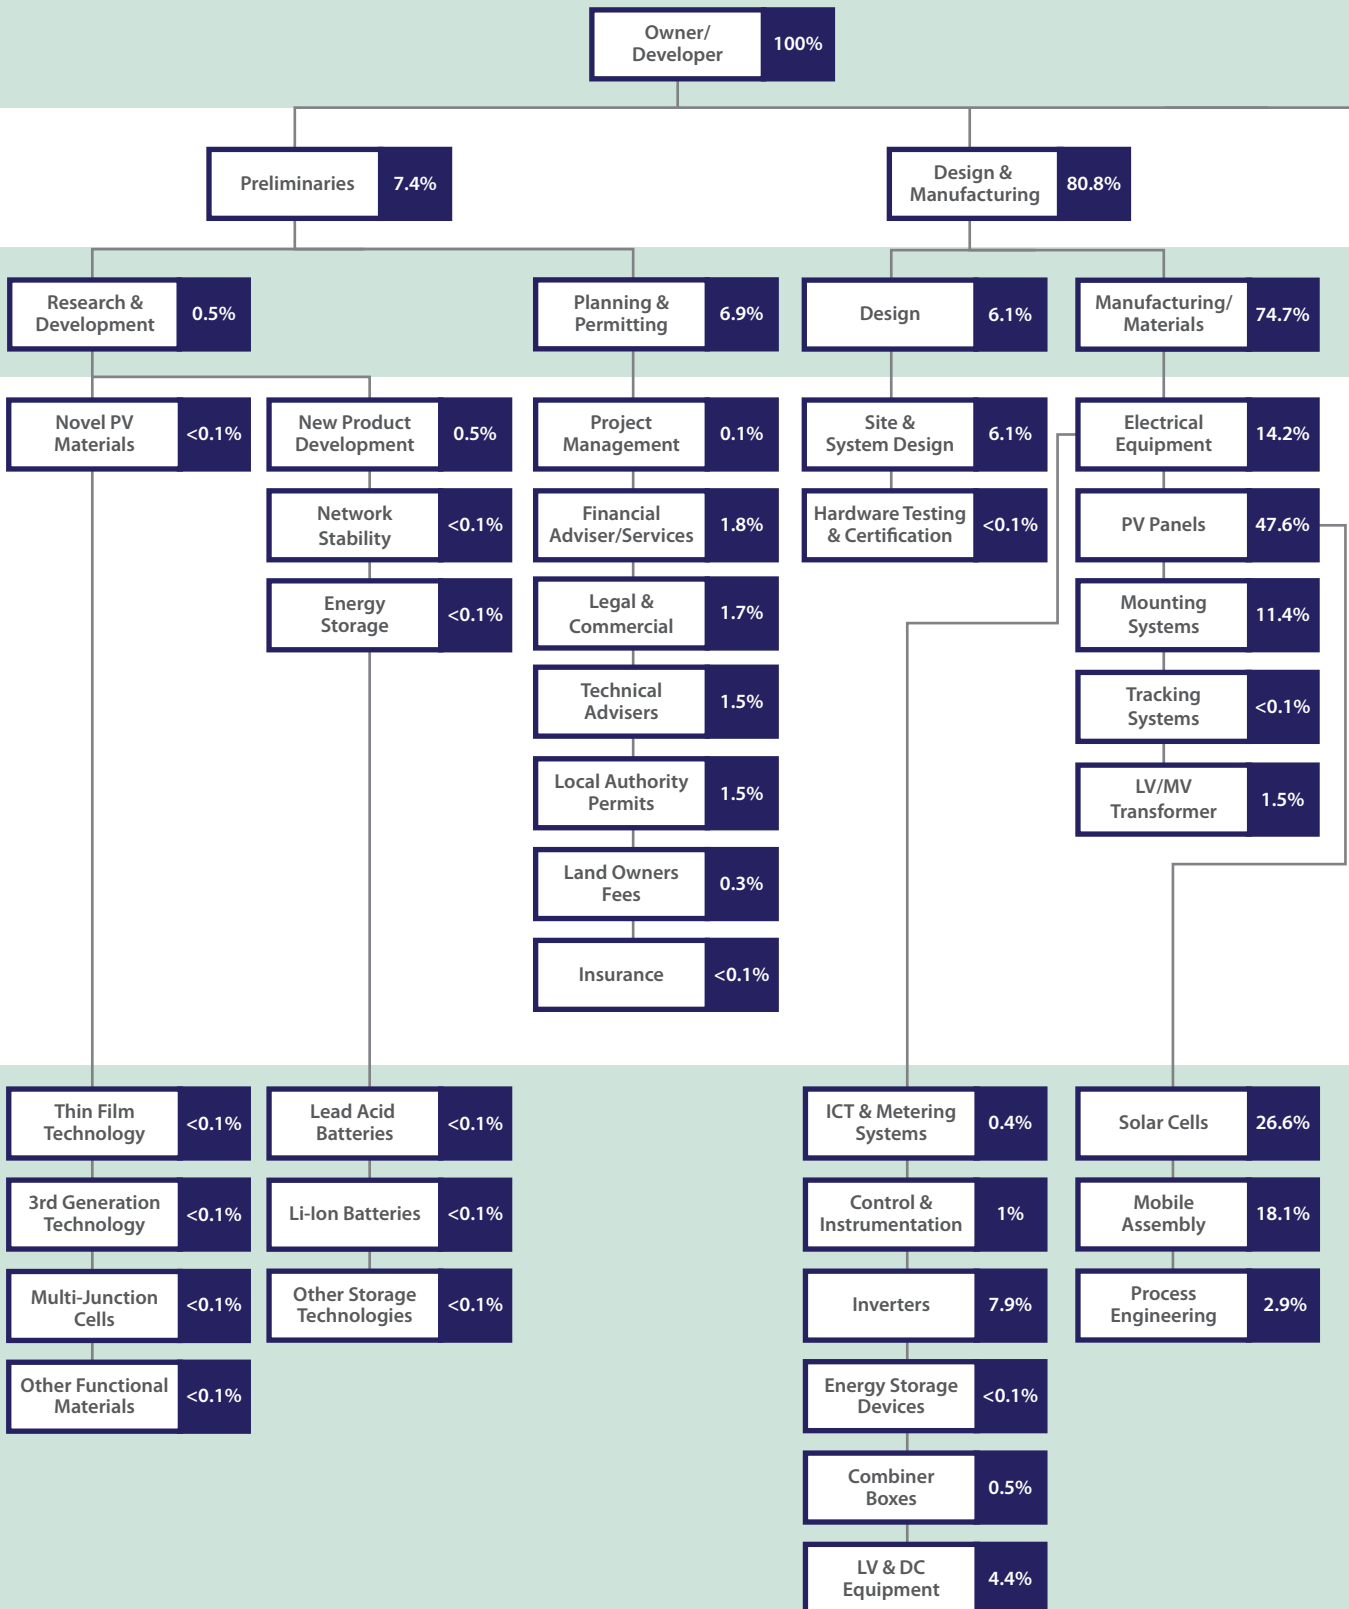 Owner/
Developer
100%
Preliminaries
7.4%
Design &
Manufacturing
80.8%
Research &
Development
0.5%
Planning &
Permitting
6.9%
Design
6.1%
Manufacturing/
Materials
74.7%
Novel PV
Materials
<0.1%
New Product
Development
0.5%
Project
Management
0.1%
Site &
System Design
6.1%
Electrical
Equipment
14.2%
Network
Stability
<0.1%
Financial
Adviser/Services
1.8%
Hardware Testing
& Certification
<0.1%
PV Panels
47.6%
Energy
Storage
<0.1%
Legal &
Commercial
1.7%
Mounting
Systems
11.4%
Technical
Advisers
1.5%
Tracking
Systems
<0.1%
Local Authority
Permits
1.5%
LV/MV
Transformer
1.5%
Land Owners
Fees
0.3%
Insurance
<0.1%
Thin Film
Technology
<0.1%
Lead Acid
Batteries
<0.1%
ICT & Metering
Systems
0.4%
Solar Cells
26.6%
3rd Generation
Technology
<0.1%
Li-Ion Batteries
<0.1%
Control &
Instrumentation
1%
Mobile
Assembly
18.1%
Multi-Junction
Cells
<0.1%
Other Storage
Technologies
<0.1%
Inverters
7.9%
Process
Engineering
2.9%
Other Functional
Materials
<0.1%
Energy Storage
Devices
<0.1%
Combiner
Boxes
0.5%
LV & DC
Equipment
4.4%